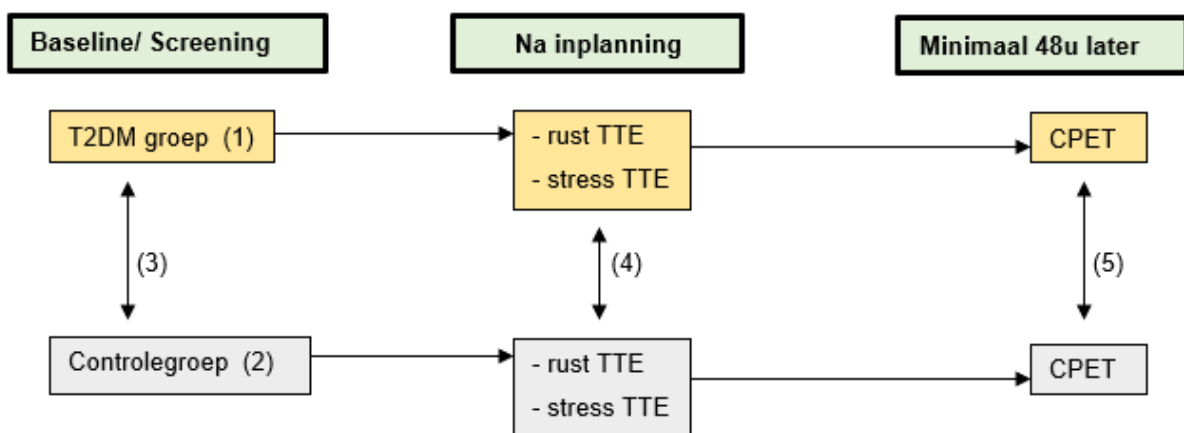 Baseline/ Screening
Na inplanning
Minimaal 48u later
T2DM groep (1)
- rust TTE
- stress TTE
CPET
(3)
(4)
(5)
Controlegroep (2)
- rust TTE
- stress TTE
CPET